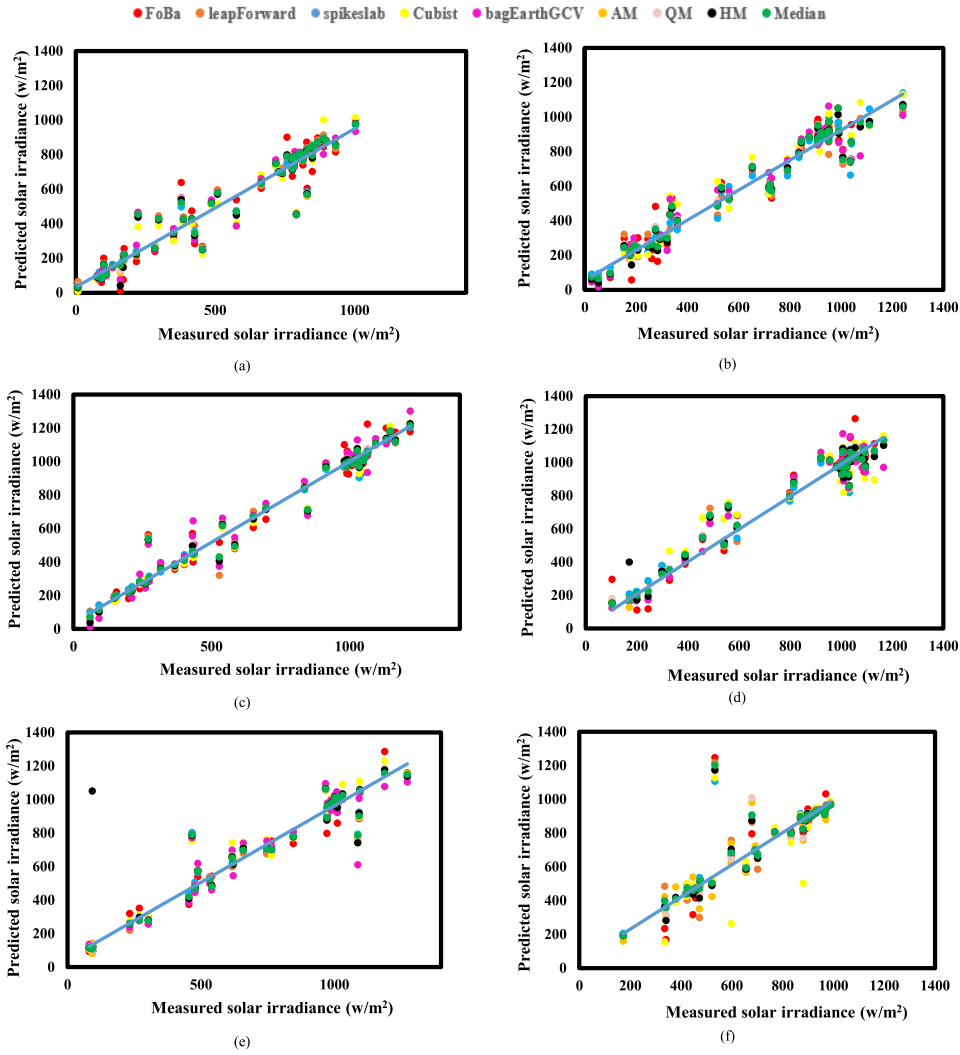 FoBa leapForward spikeslab Cubist bagEarthGCV AM QM HM Median
Predicted solar irradiance (w/m²)
1400
1200
1000
800
600
400
200
0
0 500 1000
Measured solar irradiance (w/m²)
(a)
Predicted solar irradiance (w/m²)
1400
1200
1000
800
600
400
200
0
0 200 400 600 800 1000 1200 1400
Measured solar irradiance (w/m²)
(b)
Predicted solar irradiance (w/m²)
1400
1200
1000
800
600
400
200
0
0 500 1000
Measured solar irradiance (w/m²)
(c)
Predicted solar irradiance (w/m²)
1400
1200
1000
800
600
400
200
0
0 200 400 600 800 1000 1200 1400
Measured solar irradiance (w/m²)
(d)
Predicted solar irradiance (w/m²)
1400
1200
1000
800
600
400
200
0
0 500 1000
Measured solar irradiance (w/m²)
(e)
Predicted solar irradiance (w/m²)
1400
1200
1000
800
600
400
200
0
0 200 400 600 800 1000 1200 1400
Measured solar irradiance (w/m²)
(f)